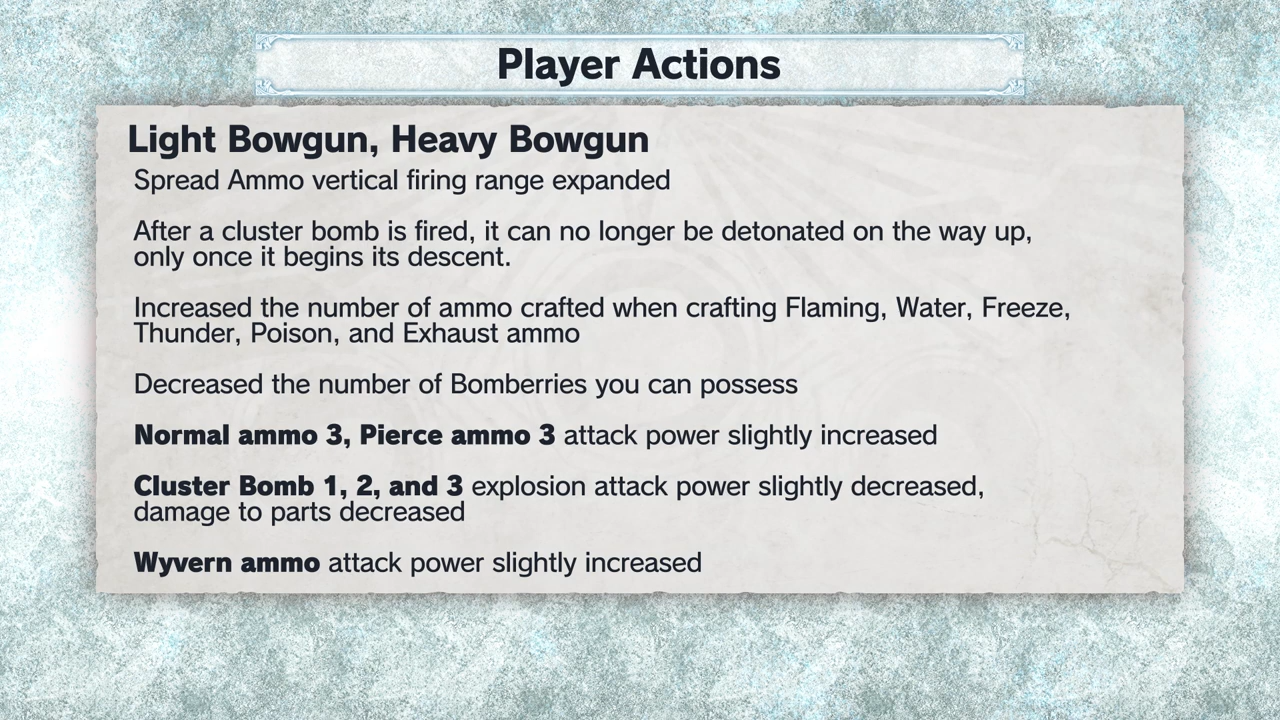 Player Actions
Light Bowgun, Heavy Bowgun
Spread Ammo vertical firing range expanded
After a cluster bomb is fired, it can no longer be detonated on the way up,
only once it begins its descent.
Increased the number of ammo crafted when crafting Flaming, Water, Freeze,
Thunder, Poison, and Exhaust ammo
Decreased the number of Bomberries you can possess
Normal ammo 3, Pierce ammo 3 attack power slightly increased
Cluster Bomb 1, 2, and 3 explosion attack power slightly decreased,
damage to parts decreased
Wyvern ammo attack power slightly increased